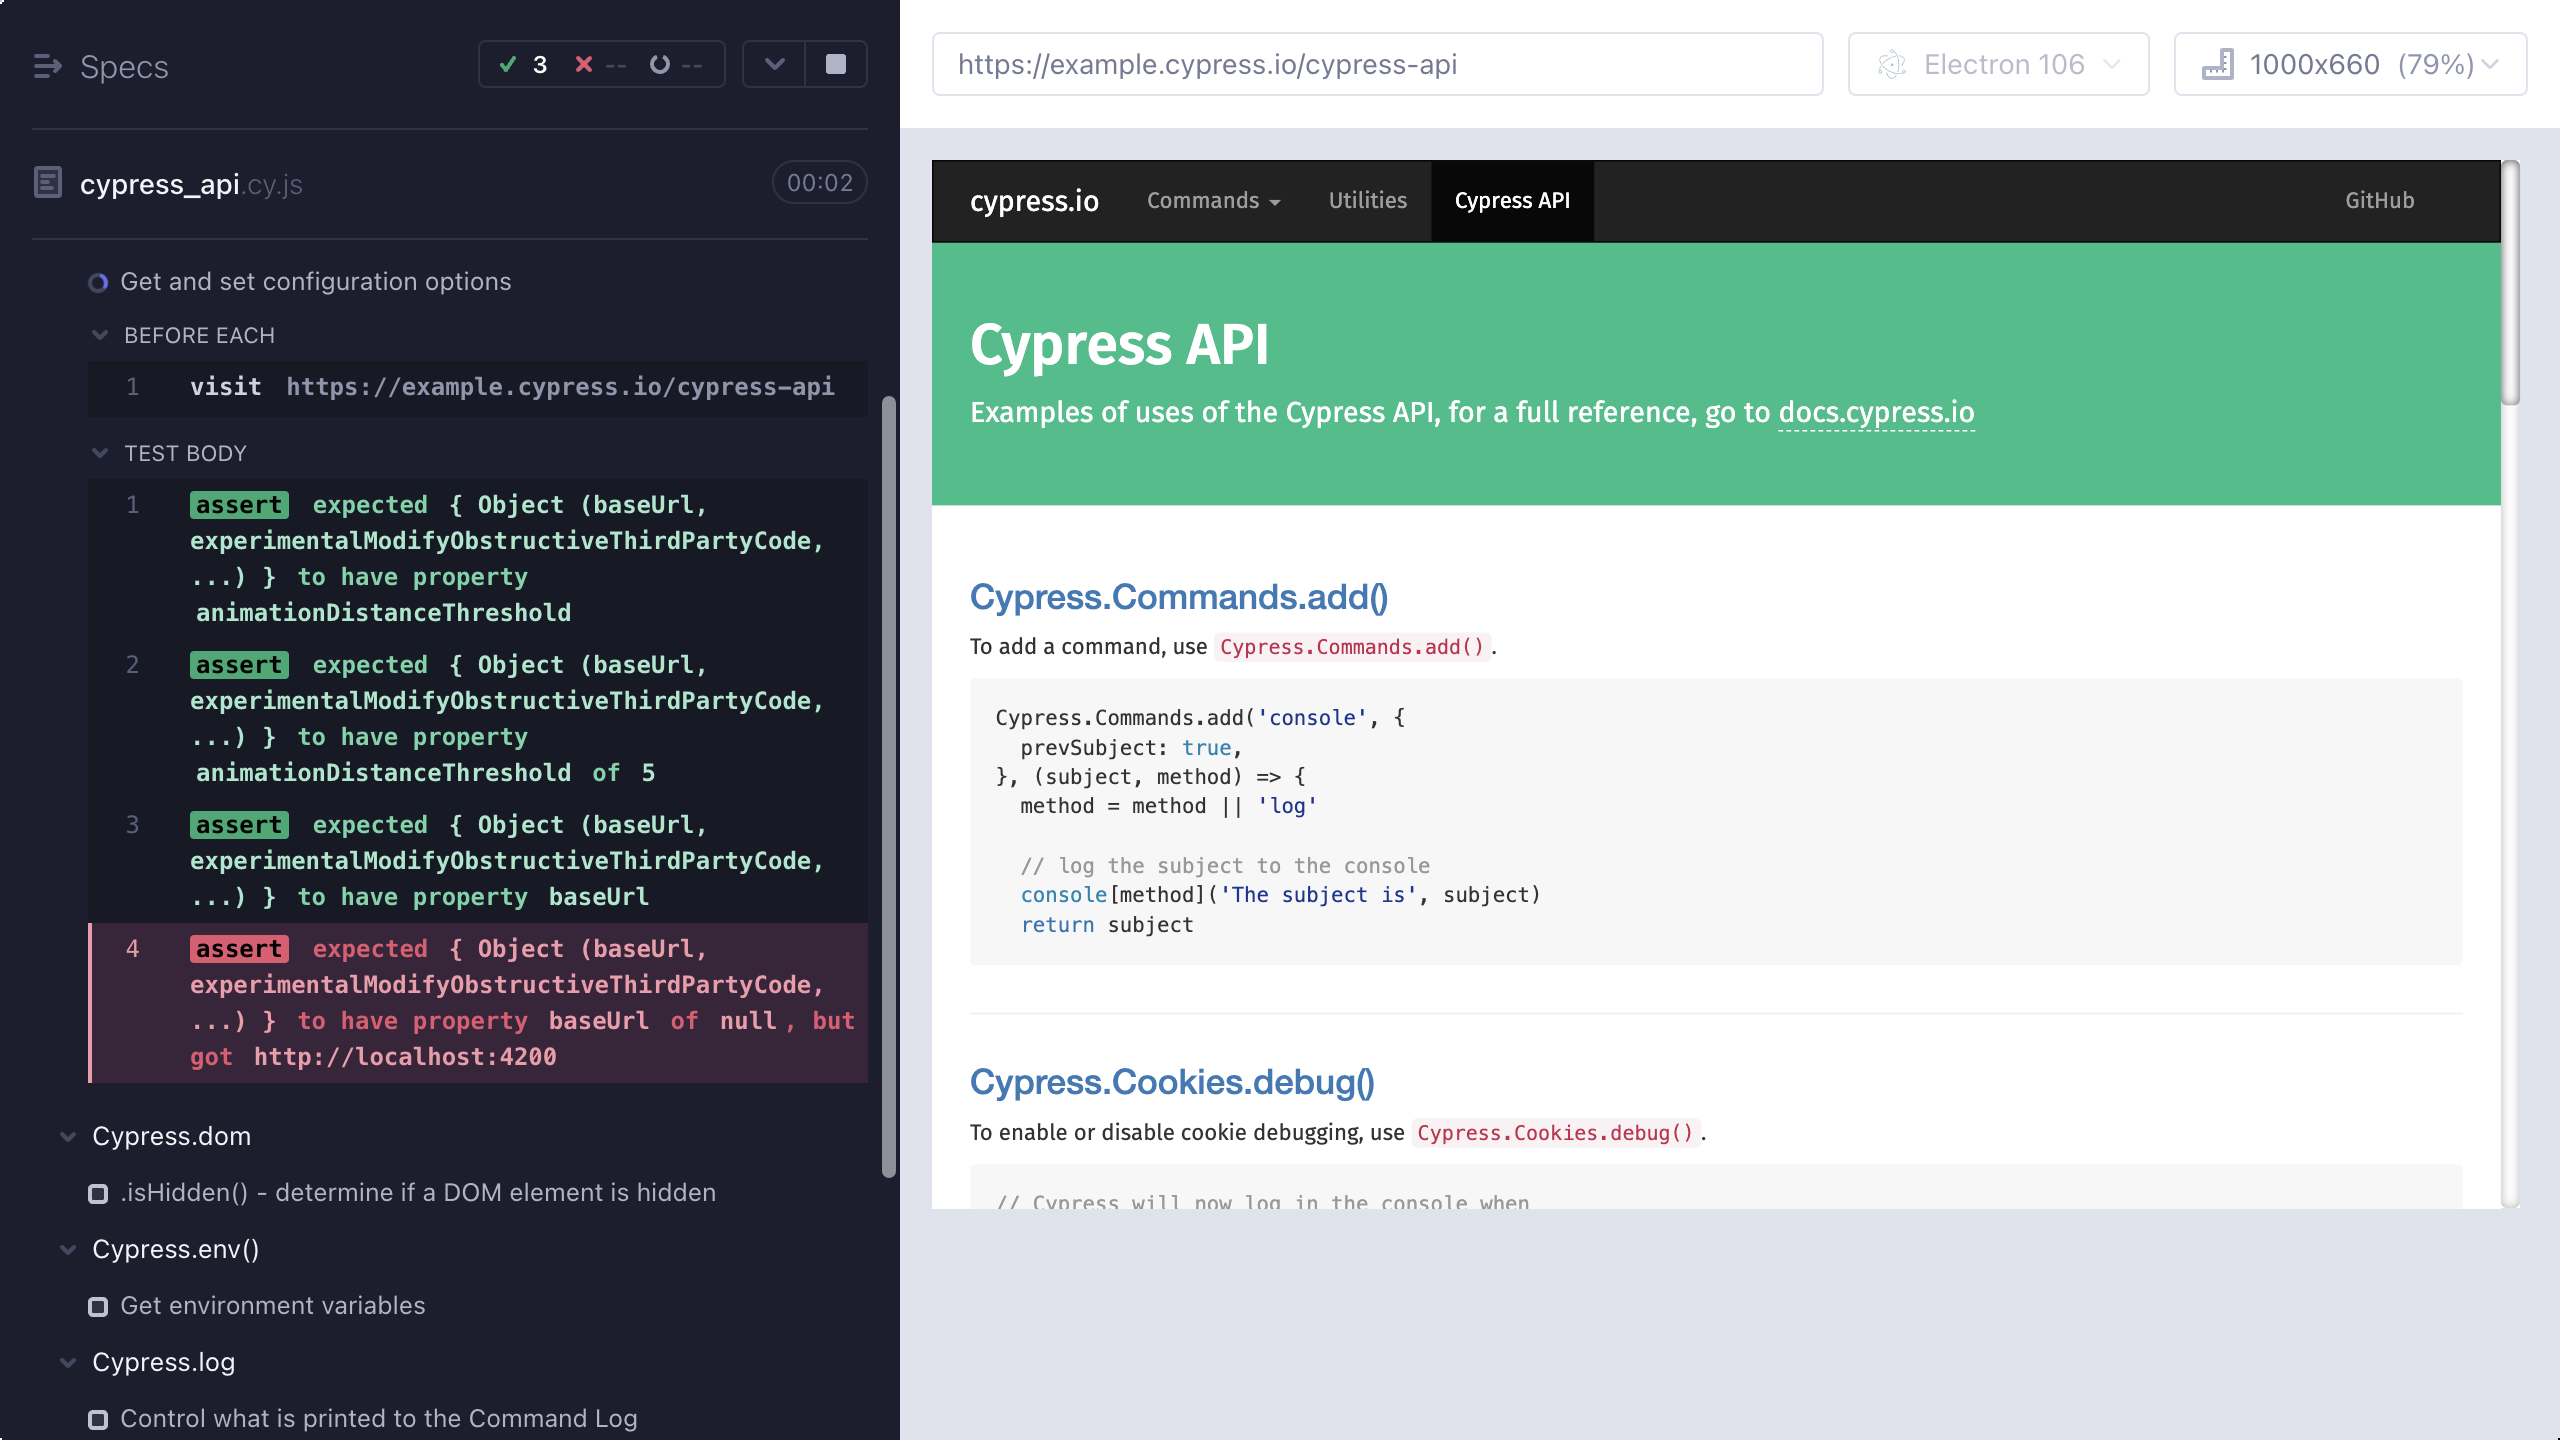 Specs
3 -- --
cypress_api.cy.js
00:02
Get and set configuration options
BEFORE EACH
1 visit https://example.cypress.io/cypress-api
TEST BODY
1 assert expected { Object (baseUrl,
experimentalModifyObstructiveThirdPartyCode,
...) } to have property
animationDistanceThreshold
2 assert expected { Object (baseUrl,
experimentalModifyObstructiveThirdPartyCode,
...) } to have property
animationDistanceThreshold of 5
3 assert expected { Object (baseUrl,
experimentalModifyObstructiveThirdPartyCode,
...) } to have property baseUrl
4 assert expected { Object (baseUrl,
experimentalModifyObstructiveThirdPartyCode,
...) } to have property baseUrl of null, but
got http://localhost:4200
Cypress.dom
.isHidden() - determine if a DOM element is hidden
Cypress.env()
Get environment variables
Cypress.log
Control what is printed to the Command Log
https://example.cypress.io/cypress-api
Electron 106
1000x660 (79%)
cypress.io Commands Utilities Cypress API GitHub
Cypress API
Examples of uses of the Cypress API, for a full reference, go to docs.cypress.io
Cypress.Commands.add()
To add a command, use Cypress.Commands.add().
Cypress.Commands.add('console', {
prevSubject: true,
}, (subject, method) => {
method = method || 'log'
// log the subject to the console
console[method]('The subject is', subject)
return subject
Cypress.Cookies.debug()
To enable or disable cookie debugging, use Cypress.Cookies.debug().
// Cypress will now log in the console when